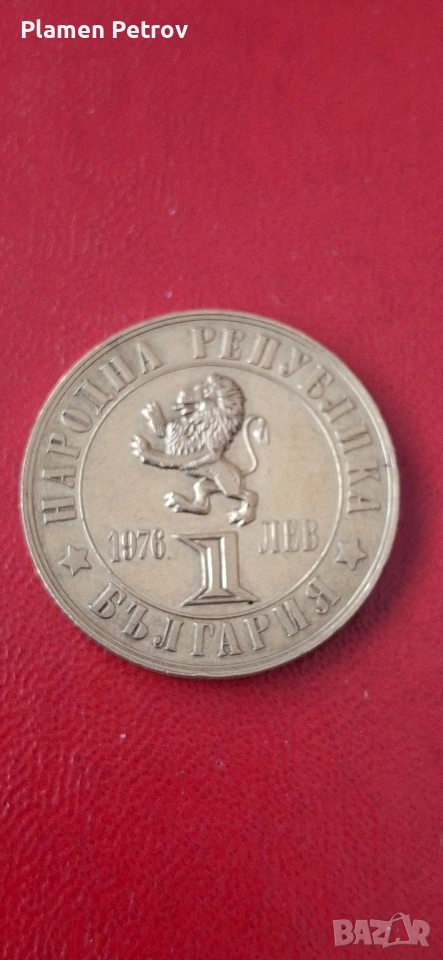 Plamen Petrov
НАРОДНА РЕПУБЛИКА
1976. ЛЕВ
1
БЪЛГАРИЯ
BAZAR